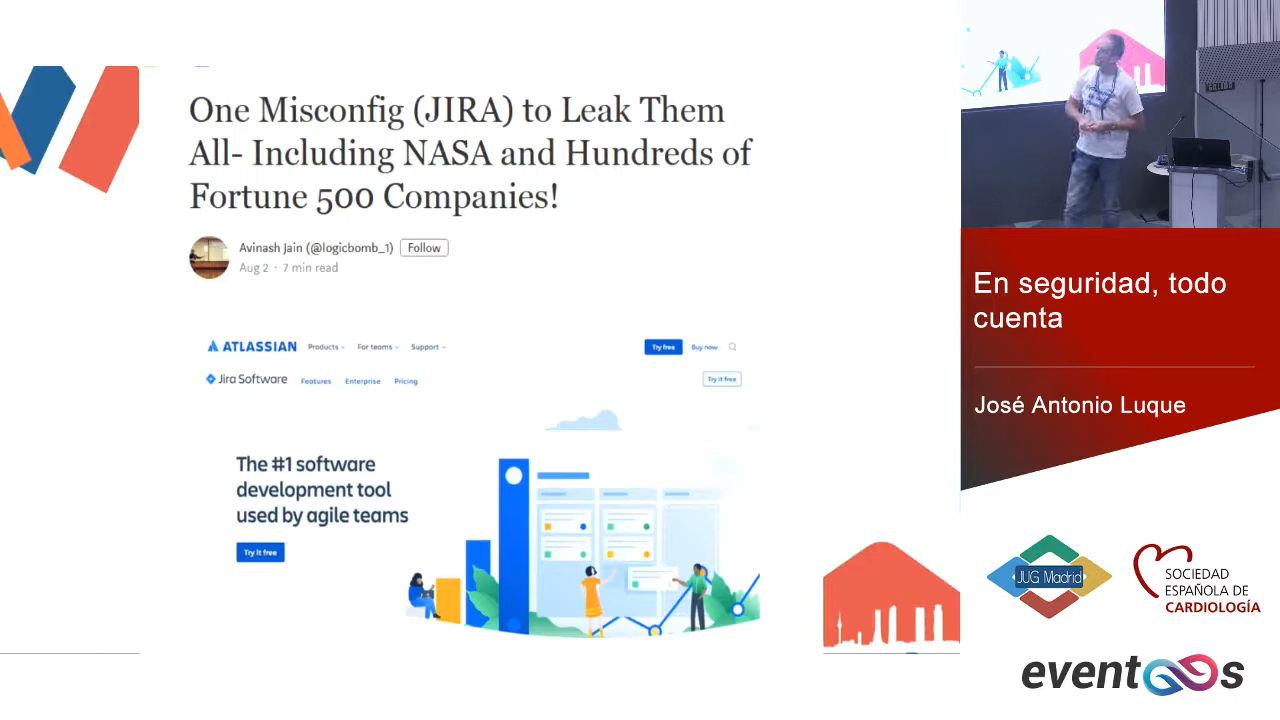 One Misconfig (JIRA) to Leak Them
All- Including NASA and Hundreds of
Fortune 500 Companies!
Avinash Jain (@logicbomb_1) Follow
Aug 2 · 7 min read
ATLASSIAN Products For teams Support Try free Buy now
Jira Software Features Enterprise Pricing Try it free
The #1 software
development tool
used by agile teams
Try it free
En seguridad, todo
cuenta
José Antonio Luque
JUG Madrid
SOCIEDAD
ESPAÑOLA DE
CARDIOLOGÍA
eventoos